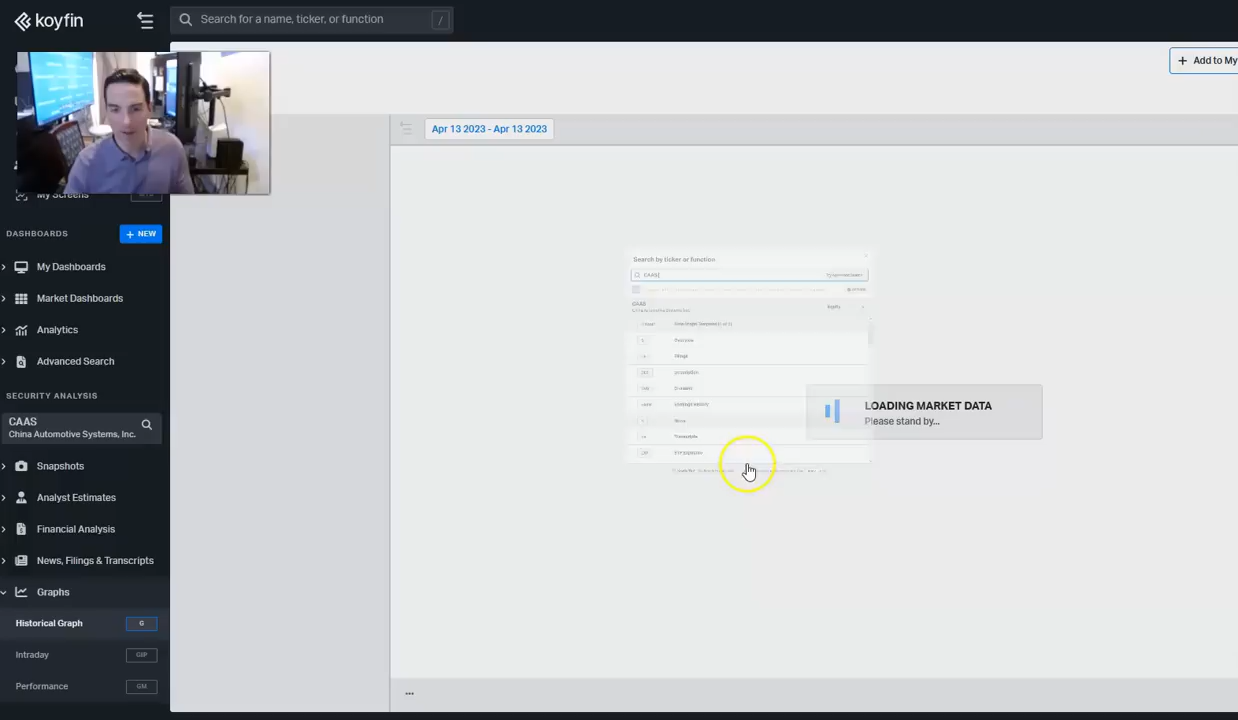 koyfin
Search for a name, ticker, or function
/
+ Add to My
Apr 13 2023 - Apr 13 2023
My Screens
DASHBOARDS
+ NEW
My Dashboards
Market Dashboards
Analytics
Advanced Search
SECURITY ANALYSIS
CAAS
China Automotive Systems, Inc.
Snapshots
Analyst Estimates
Financial Analysis
News, Filings & Transcripts
Graphs
Historical Graph G
Intraday GIP
Performance GM
Search by ticker or function
CAAS
CAAS
Equity
LOADING MARKET DATA
Please stand by...
...